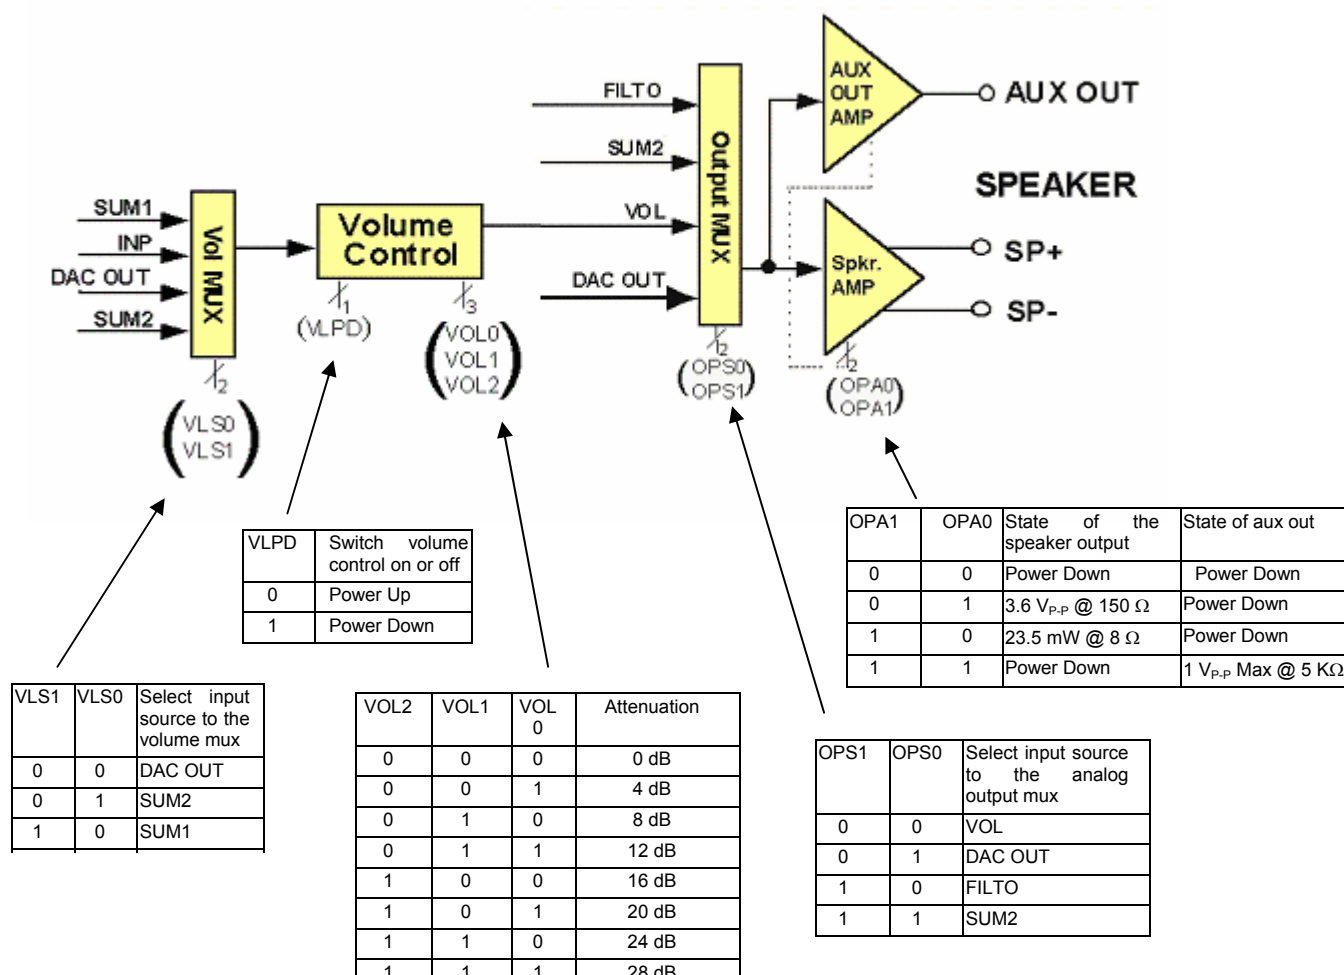 AUX
OUT
AMP
AUX OUT
FILTO
SUM2
VOL
DAC OUT
Output MUX
SPEAKER
Spkr.
AMP
SP+
SP-
SUM1
INP
DAC OUT
SUM2
Vol MUX
Volume
Control
1
(VLPD)
3
(VOL0
VOL1
VOL2)
2
(VLS0
VLS1)
2
(OPS0
OPS1)
2
(OPA0
OPA1)
VLPD Switch volume
control on or off
0 Power Up
1 Power Down
OPA1 OPA0 State of the State of aux out
speaker output
0 0 Power Down Power Down
0 1 3.6 VP-P @ 150 Ω Power Down
1 0 23.5 mW @ 8 Ω Power Down
1 1 Power Down 1 VP-P Max @ 5 KΩ
VLS1 VLS0 Select input
source to the
volume mux
0 0 DAC OUT
0 1 SUM2
1 0 SUM1
VOL2 VOL1 VOL Attenuation
0
0 0 0 0 dB
0 0 1 4 dB
0 1 0 8 dB
0 1 1 12 dB
1 0 0 16 dB
1 0 1 20 dB
1 1 0 24 dB
1 1 1 28 dB
OPS1 OPS0 Select input source
to the analog
output mux
0 0 VOL
0 1 DAC OUT
1 0 FILTO
1 1 SUM2